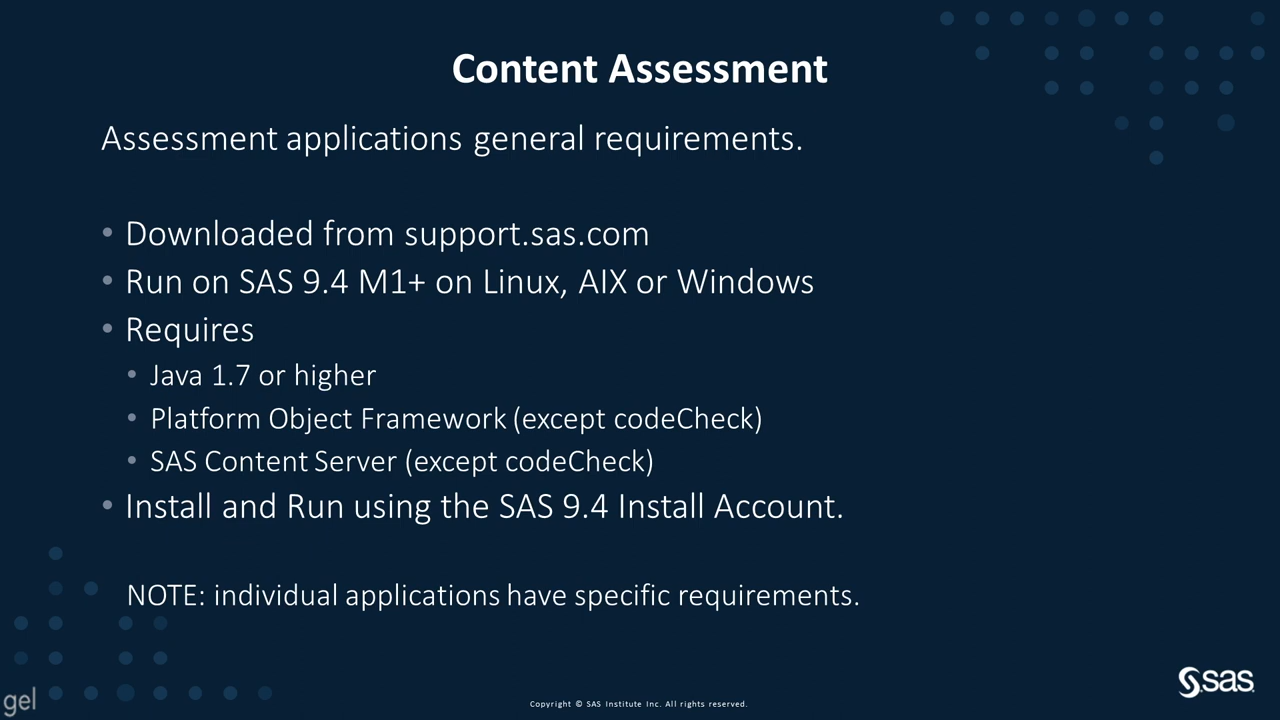 Content Assessment
Assessment applications general requirements.
• Downloaded from support.sas.com
• Run on SAS 9.4 M1+ on Linux, AIX or Windows
• Requires
• Java 1.7 or higher
• Platform Object Framework (except codeCheck)
• SAS Content Server (except codeCheck)
• Install and Run using the SAS 9.4 Install Account.
NOTE: individual applications have specific requirements.
sas
gel
Copyright © SAS Institute Inc. All rights reserved.